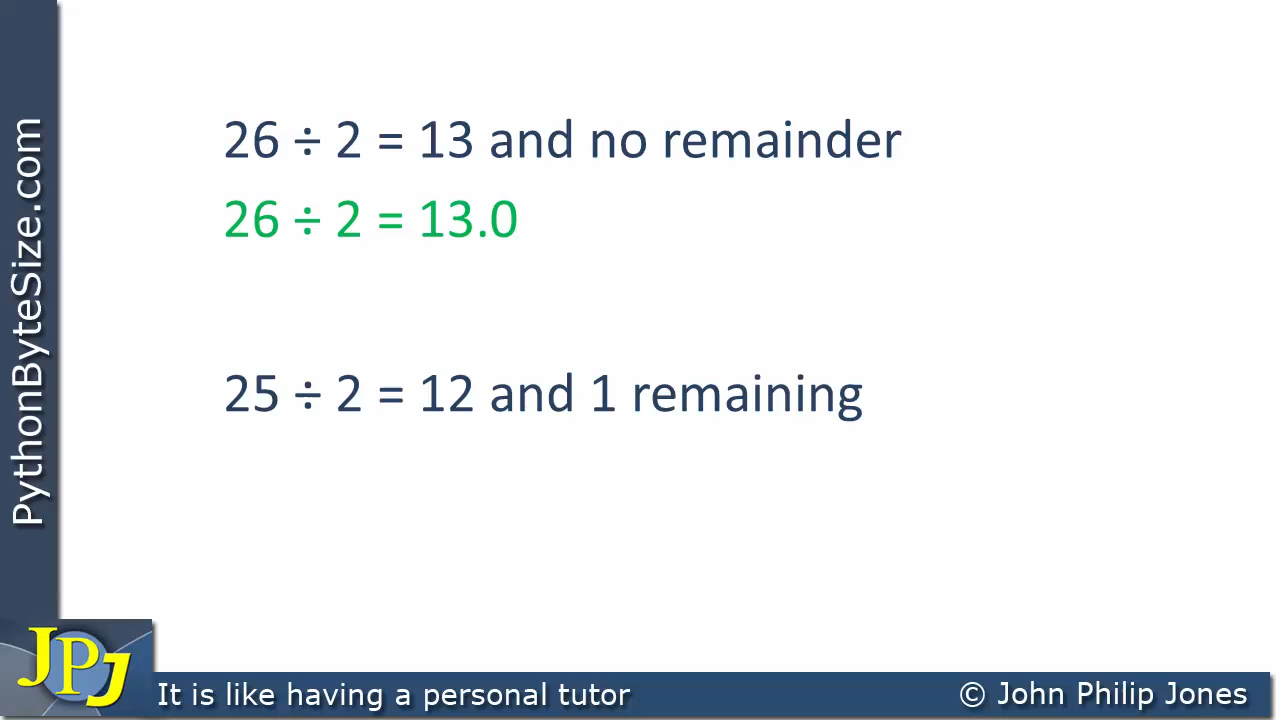 26 ÷ 2 = 13 and no remainder
26 ÷ 2 = 13.0
25 ÷ 2 = 12 and 1 remaining
PythonByteSize.com
JPJ
It is like having a personal tutor
© John Philip Jones